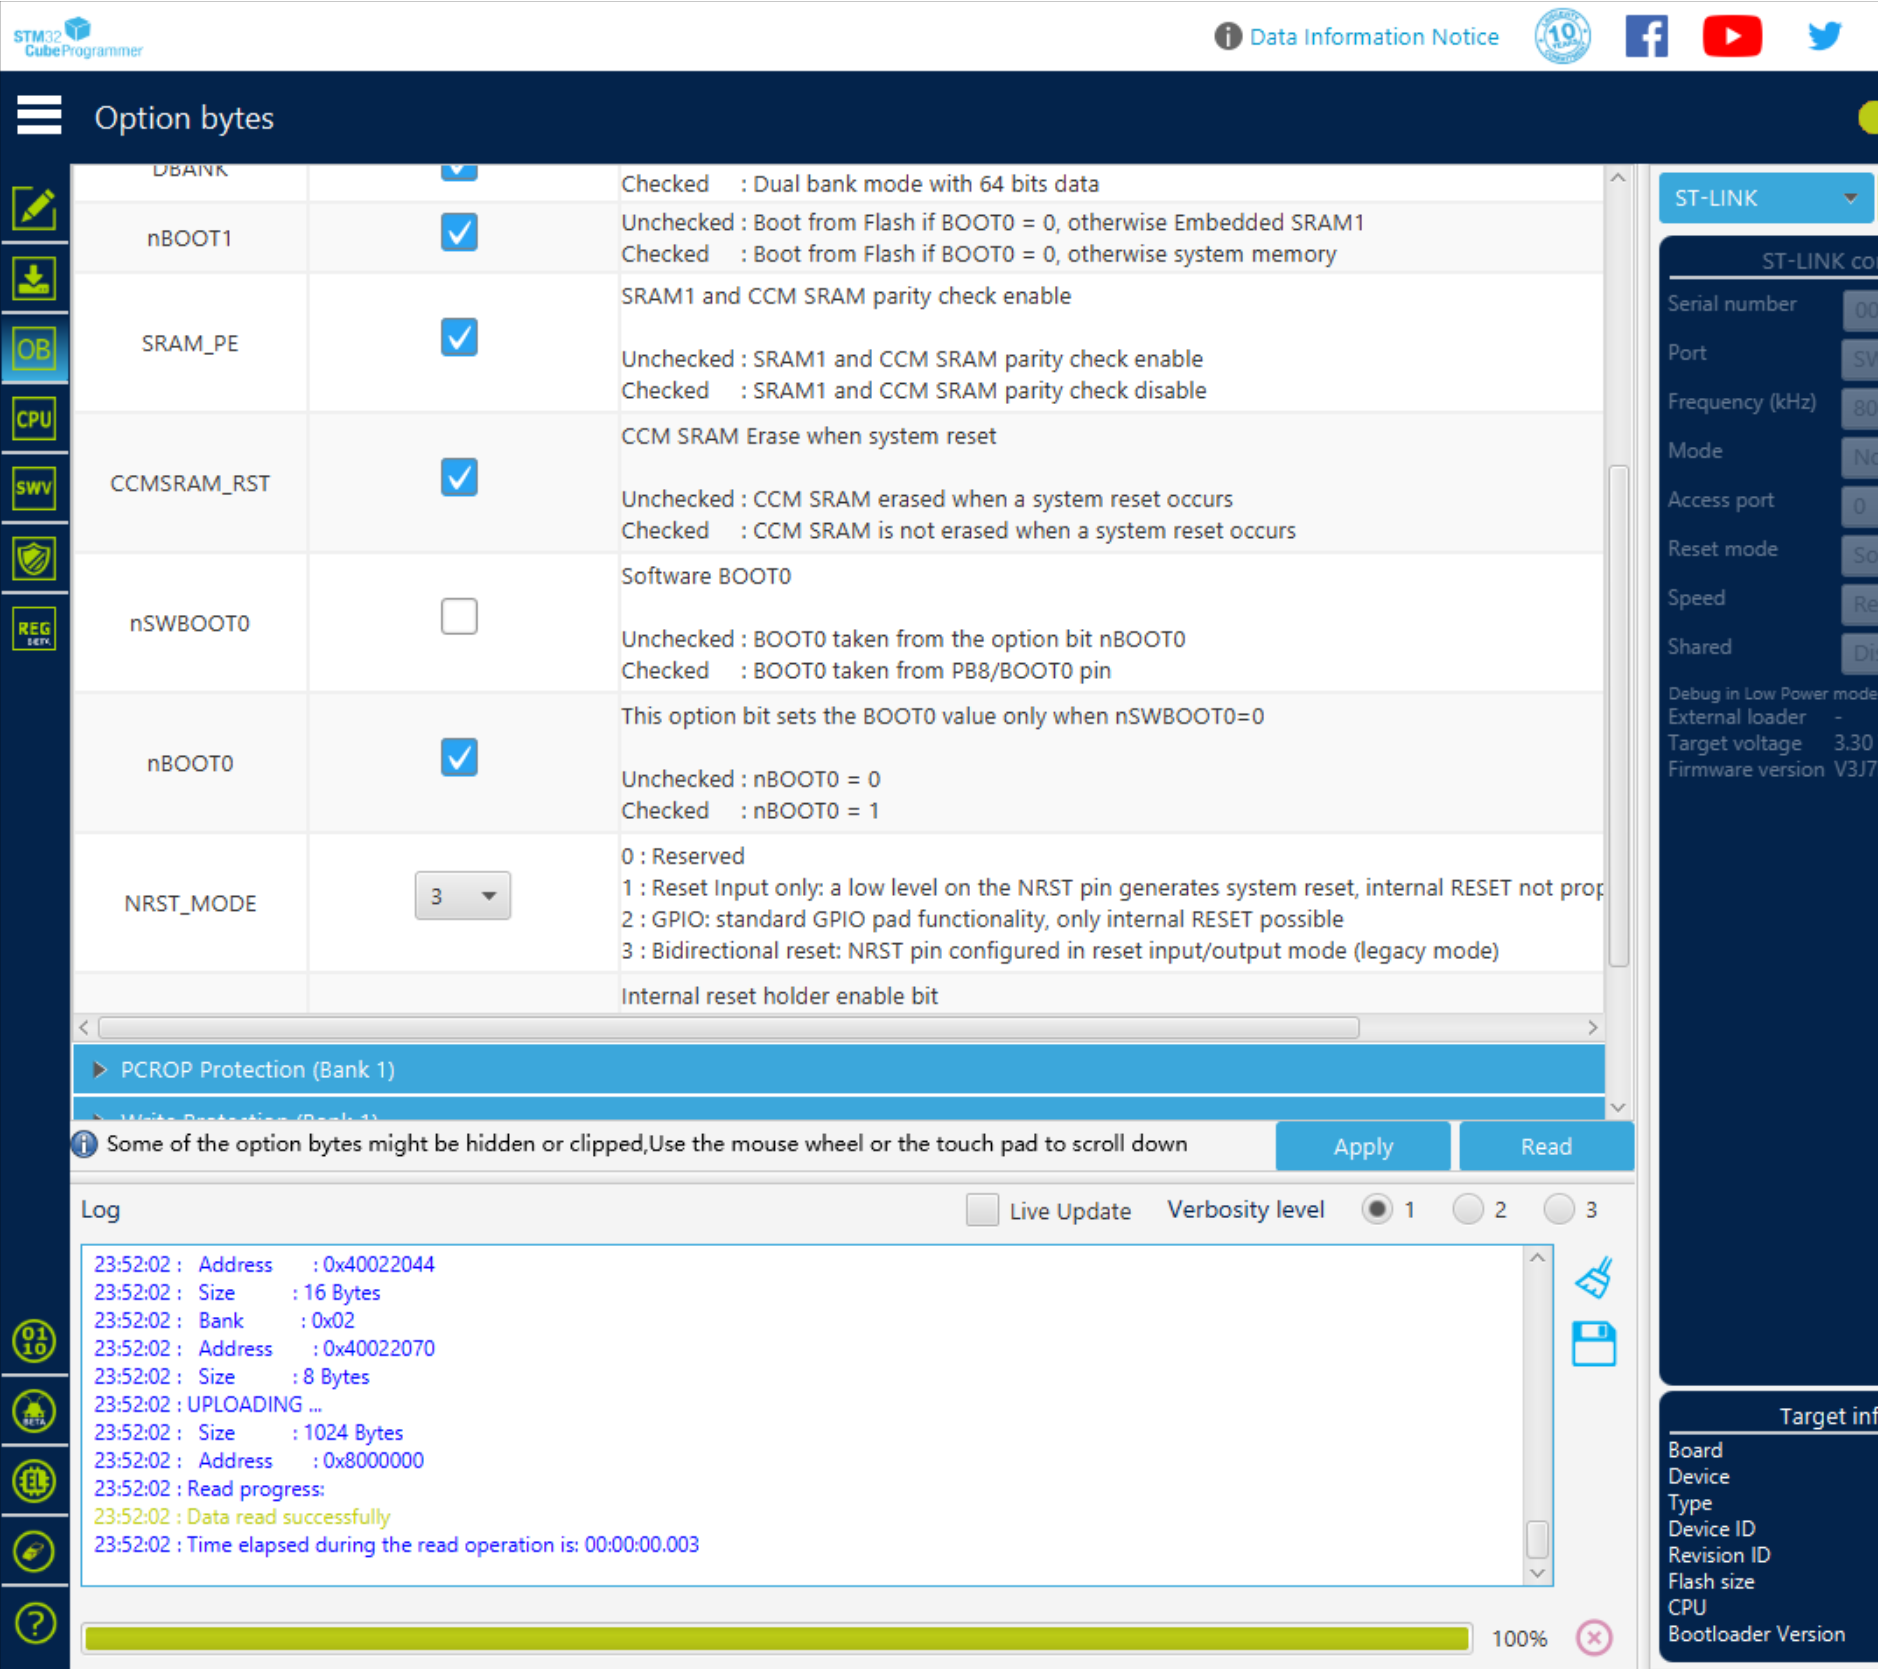 STM32
CubeProgrammer
Data Information Notice
10
Option bytes
DBANK
Checked : Dual bank mode with 64 bits data
nBOOT1
Unchecked : Boot from Flash if BOOT0 = 0, otherwise Embedded SRAM1
Checked : Boot from Flash if BOOT0 = 0, otherwise system memory
SRAM_PE
SRAM1 and CCM SRAM parity check enable
Unchecked : SRAM1 and CCM SRAM parity check enable
Checked : SRAM1 and CCM SRAM parity check disable
CCMSRAM_RST
CCM SRAM Erase when system reset
Unchecked : CCM SRAM erased when a system reset occurs
Checked : CCM SRAM is not erased when a system reset occurs
nSWBOOT0
Software BOOT0
Unchecked : BOOT0 taken from the option bit nBOOT0
Checked : BOOT0 taken from PB8/BOOT0 pin
nBOOT0
This option bit sets the BOOT0 value only when nSWBOOT0=0
Unchecked : nBOOT0 = 0
Checked : nBOOT0 = 1
NRST_MODE
3
0 : Reserved
1 : Reset Input only: a low level on the NRST pin generates system reset, internal RESET not prop
2 : GPIO: standard GPIO pad functionality, only internal RESET possible
3 : Bidirectional reset: NRST pin configured in reset input/output mode (legacy mode)
Internal reset holder enable bit
PCROP Protection (Bank 1)
Write Protection (Bank 1)
Some of the option bytes might be hidden or clipped,Use the mouse wheel or the touch pad to scroll down
Apply
Read
Log
Live Update
Verbosity level
1
2
3
23:52:02 : Address : 0x40022044
23:52:02 : Size : 16 Bytes
23:52:02 : Bank : 0x02
23:52:02 : Address : 0x40022070
23:52:02 : Size : 8 Bytes
23:52:02 : UPLOADING ...
23:52:02 : Size : 1024 Bytes
23:52:02 : Address : 0x8000000
23:52:02 : Read progress:
23:52:02 : Data read successfully
23:52:02 : Time elapsed during the read operation is: 00:00:00.003
100%
OB
CPU
SWV
REG
BETA
01
10
BETA
ST-LINK
ST-LINK co
Serial number 00
Port SW
Frequency (kHz) 80
Mode No
Access port 0
Reset mode So
Speed Re
Shared Di
Debug in Low Power mode
External loader -
Target voltage 3.30
Firmware version V3J7
Target inf
Board
Device
Type
Device ID
Revision ID
Flash size
CPU
Bootloader Version